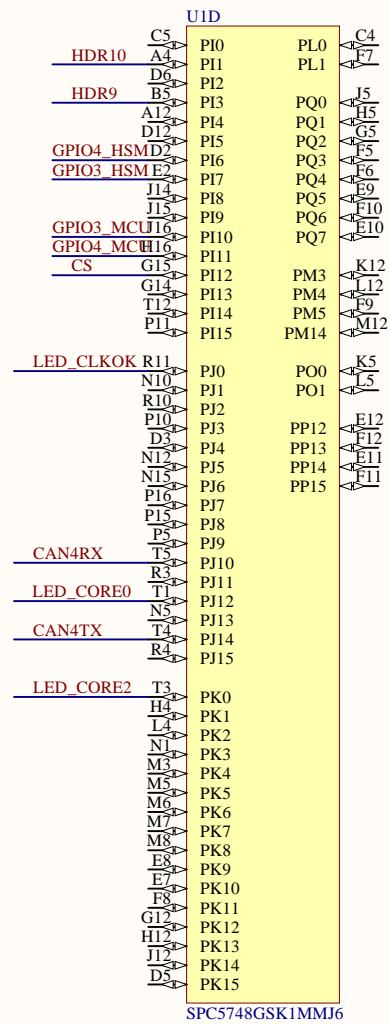 U1D
C5 PI0 PL0 C4
HDR10 A4 PI1 PL1 F7
D6 PI2
HDR9 B5 PI3 PQ0 J5
A12 PI4 PQ1 H5
D12 PI5 PQ2 G5
GPIO4_HSM D2 PI6 PQ3 F5
GPIO3_HSM E2 PI7 PQ4 F6
J14 PI8 PQ5 E9
J15 PI9 PQ6 F10
GPIO3_MCU J16 PI10 PQ7 E10
GPIO4_MCU H16 PI11
CS G15 PI12 PM3 K12
G14 PI13 PM4 L12
T12 PI14 PM5 F9
P11 PI15 PM14 M12
LED_CLKOK R11 PJ0 PO0 K5
N10 PJ1 PO1 L5
R10 PJ2
P10 PJ3 PP12 E12
D3 PJ4 PP13 F12
N12 PJ5 PP14 E11
N15 PJ6 PP15 F11
P16 PJ7
P15 PJ8
P5 PJ9
CAN4RX T5 PJ10
R3 PJ11
LED_CORE0 T1 PJ12
N5 PJ13
CAN4TX T4 PJ14
R4 PJ15
LED_CORE2 T3 PK0
H4 PK1
L4 PK2
N1 PK3
M3 PK4
M5 PK5
M6 PK6
M7 PK7
M8 PK8
E8 PK9
E7 PK10
F8 PK11
G12 PK12
H12 PK13
J12 PK14
D5 PK15
SPC5748GSK1MMJ6